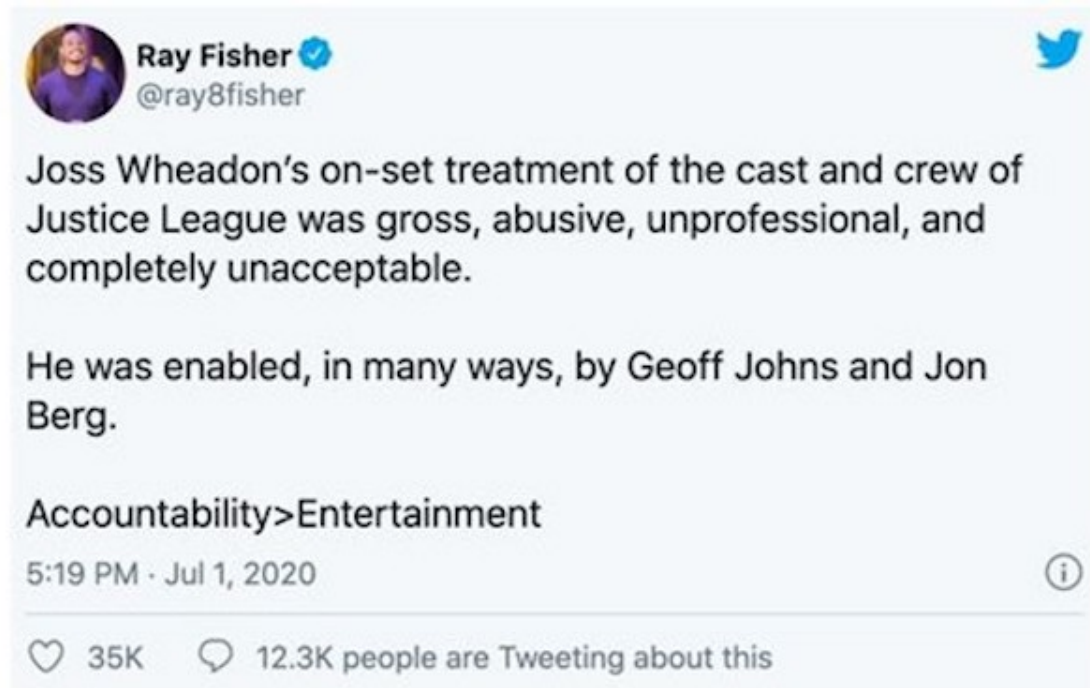 Ray Fisher
@ray8fisher
Joss Wheadon’s on-set treatment of the cast and crew of
Justice League was gross, abusive, unprofessional, and
completely unacceptable.
He was enabled, in many ways, by Geoff Johns and Jon
Berg.
Accountability>Entertainment
5:19 PM · Jul 1, 2020
35K 12.3K people are Tweeting about this